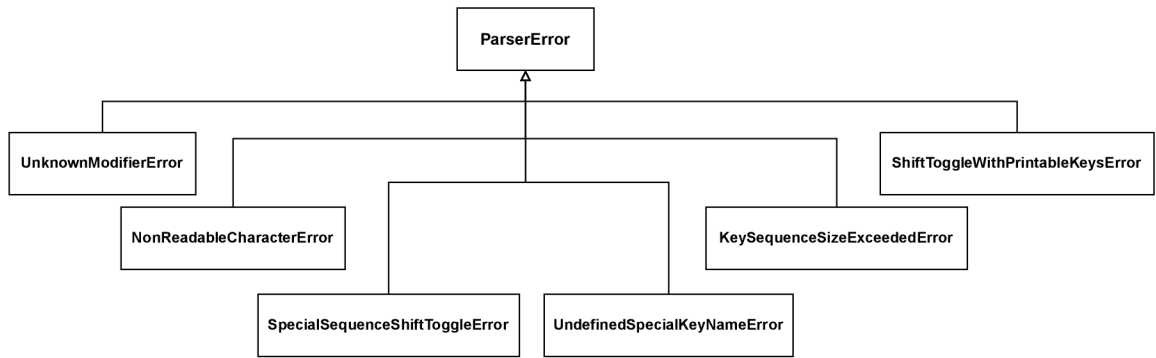 ParserError
UnknownModifierError
ShiftToggleWithPrintableKeysError
NonReadableCharacterError
KeySequenceSizeExceededError
SpecialSequenceShiftToggleError
UndefinedSpecialKeyNameError